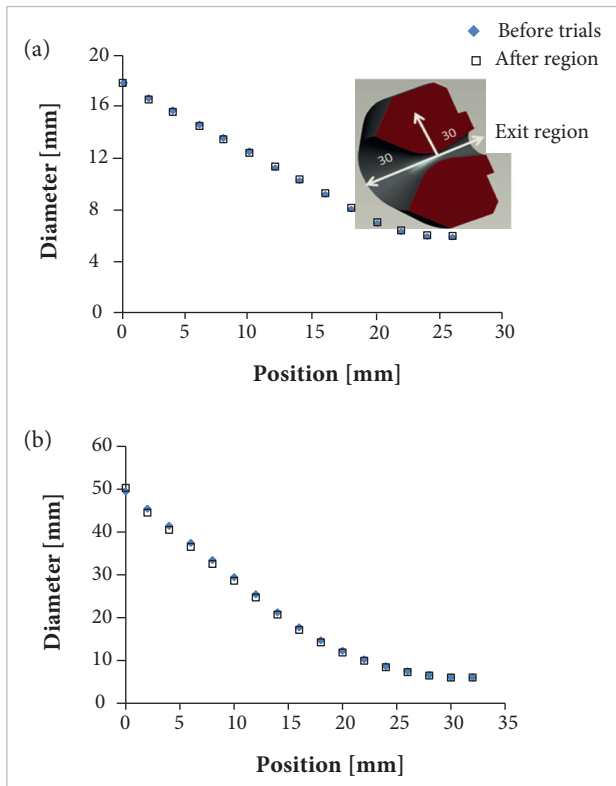 Before trials
After region
(a)
20
16
12
8
4
0
Diameter [mm]
30
30
Exit region
0 5 10 15 20 25 30
Position [mm]
(b)
60
50
40
30
20
10
0
Diameter [mm]
0 5 10 15 20 25 30 35
Position [mm]